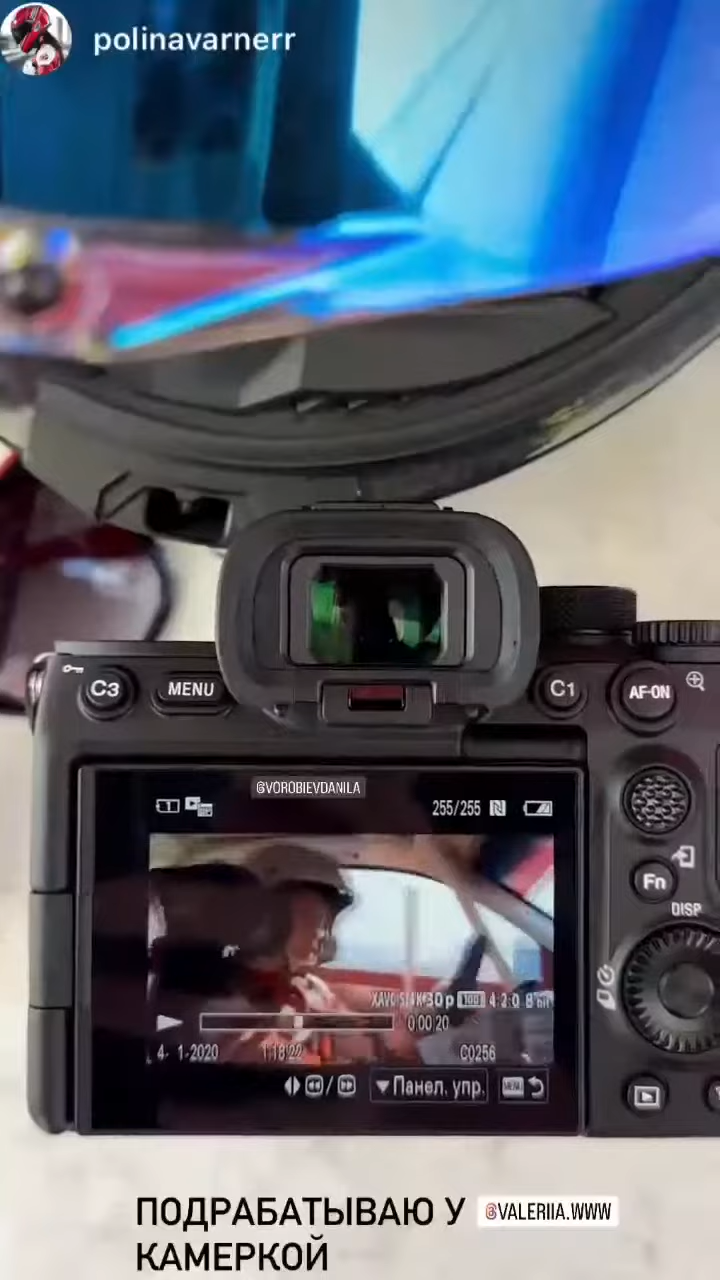 polinavarnerr
C3
MENU
C1
AF-ON
@VOROBIEVDANILA
255/255
Fn
DISP
XAVC S 4K 30p 100 4:2:0 8bit
0:00:20
4- 1-2020 1:18:22 C0256
/ Панел. упр. MENU
ПОДРАБАТЫВАЮ У @VALERIIA.WWW
КАМЕРКОЙ